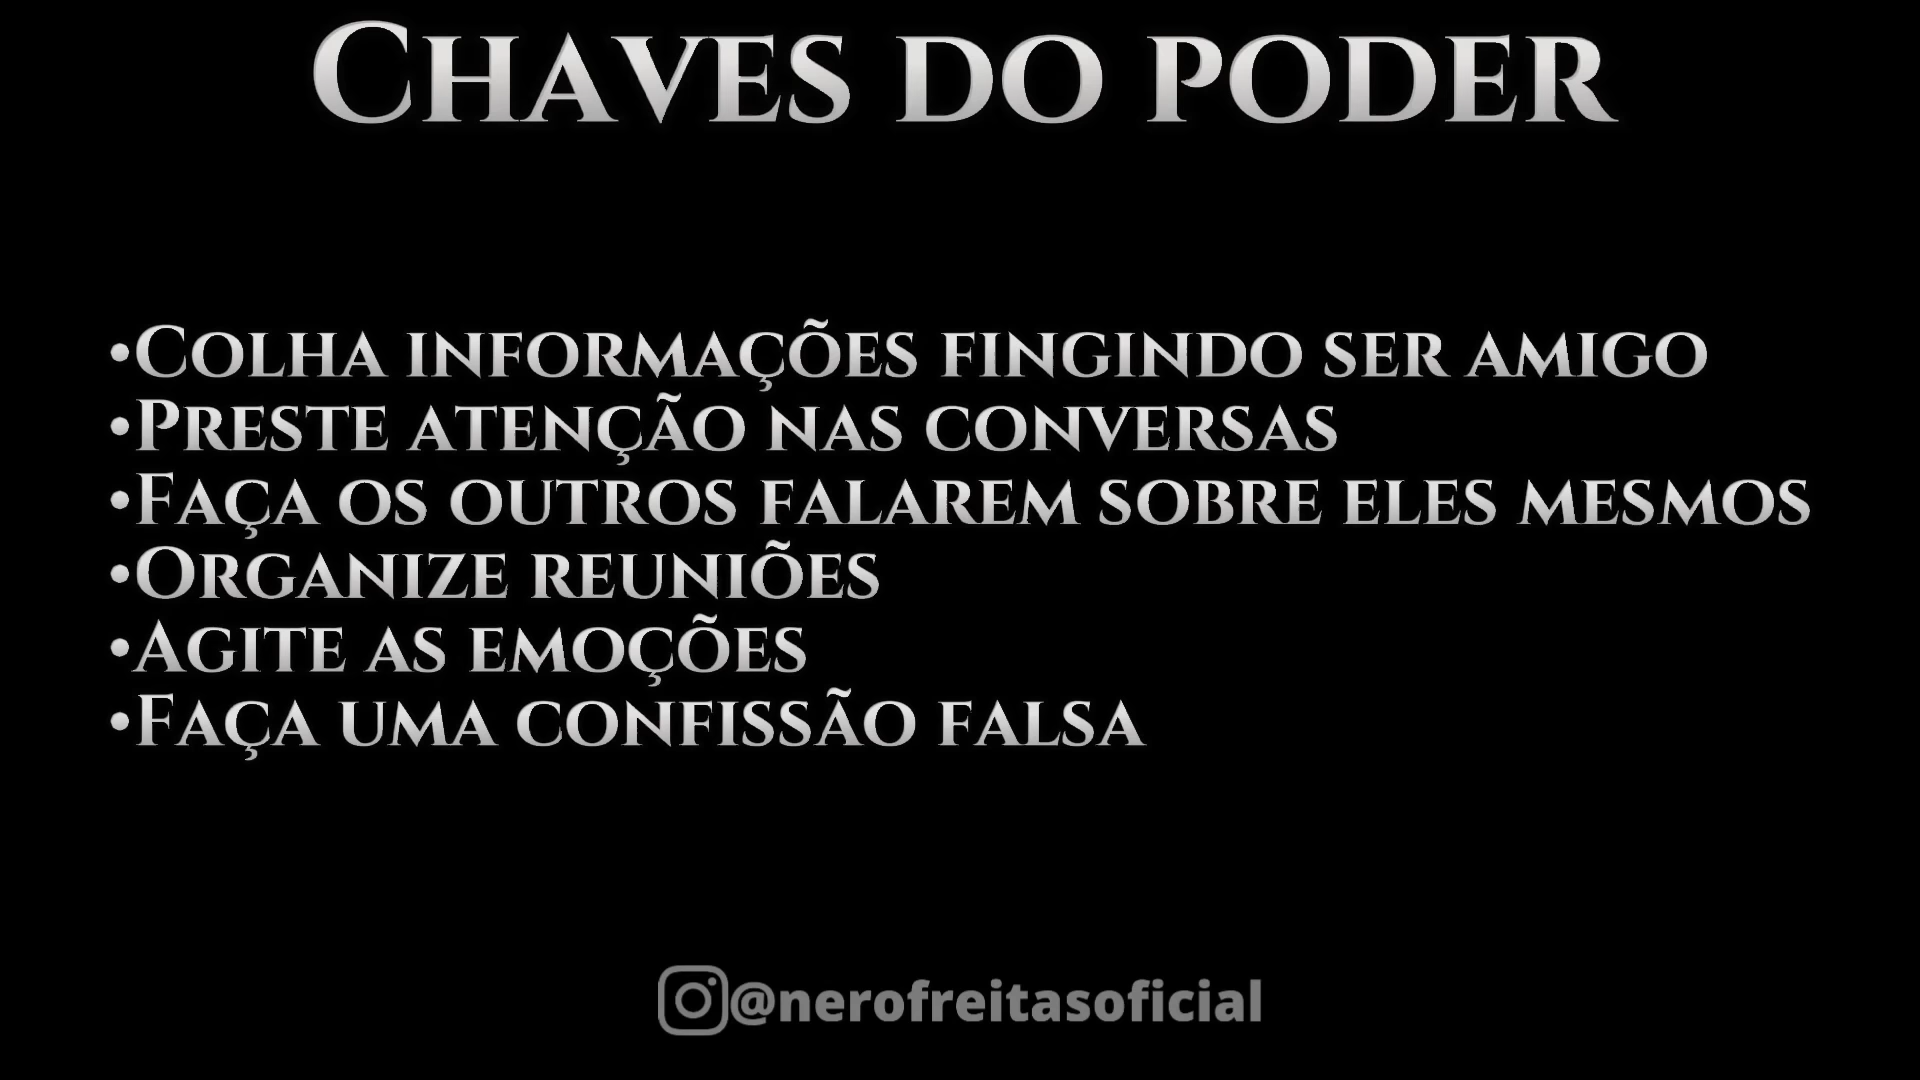 Chaves do poder
•Colha informações fingindo ser amigo
•Preste atenção nas conversas
•Faça os outros falarem sobre eles mesmos
•Organize reuniões
•Agite as emoções
•Faça uma confissão falsa
@nerofreitasoficial